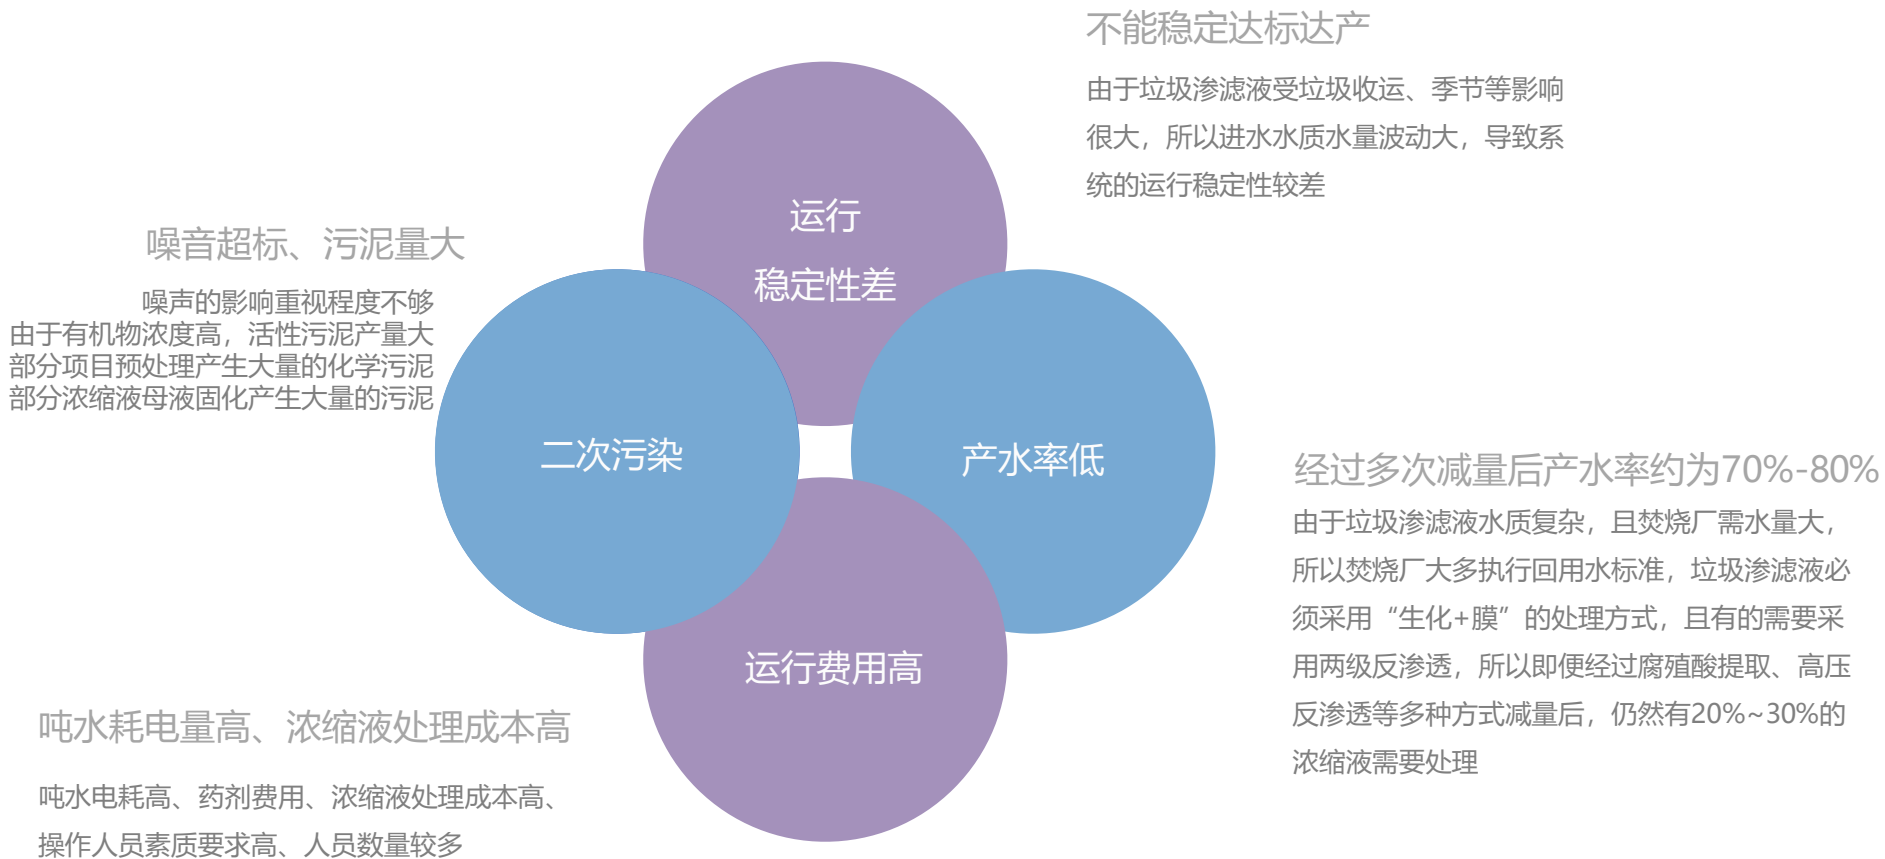 不能稳定达标达产
由于垃圾渗滤液受垃圾收运、季节等影响
很大，所以进水水质水量波动大，导致系
统的运行稳定性较差
运行
稳定性差
噪音超标、污泥量大
噪声的影响重视程度不够
由于有机物浓度高，活性污泥产量大
部分项目预处理产生大量的化学污泥
部分浓缩液母液固化产生大量的污泥
二次污染
产水率低
经过多次减量后产水率约为70%-80%
由于垃圾渗滤液水质复杂，且焚烧厂需水量大，
所以焚烧厂大多执行回用水标准，垃圾渗滤液必
须采用“生化+膜”的处理方式，且有的需要采
用两级反渗透，所以即便经过腐殖酸提取、高压
反渗透等多种方式减量后，仍然有20%~30%的
浓缩液需要处理
运行费用高
吨水耗电量高、浓缩液处理成本高
吨水电耗高、药剂费用、浓缩液处理成本高、
操作人员素质要求高、人员数量较多